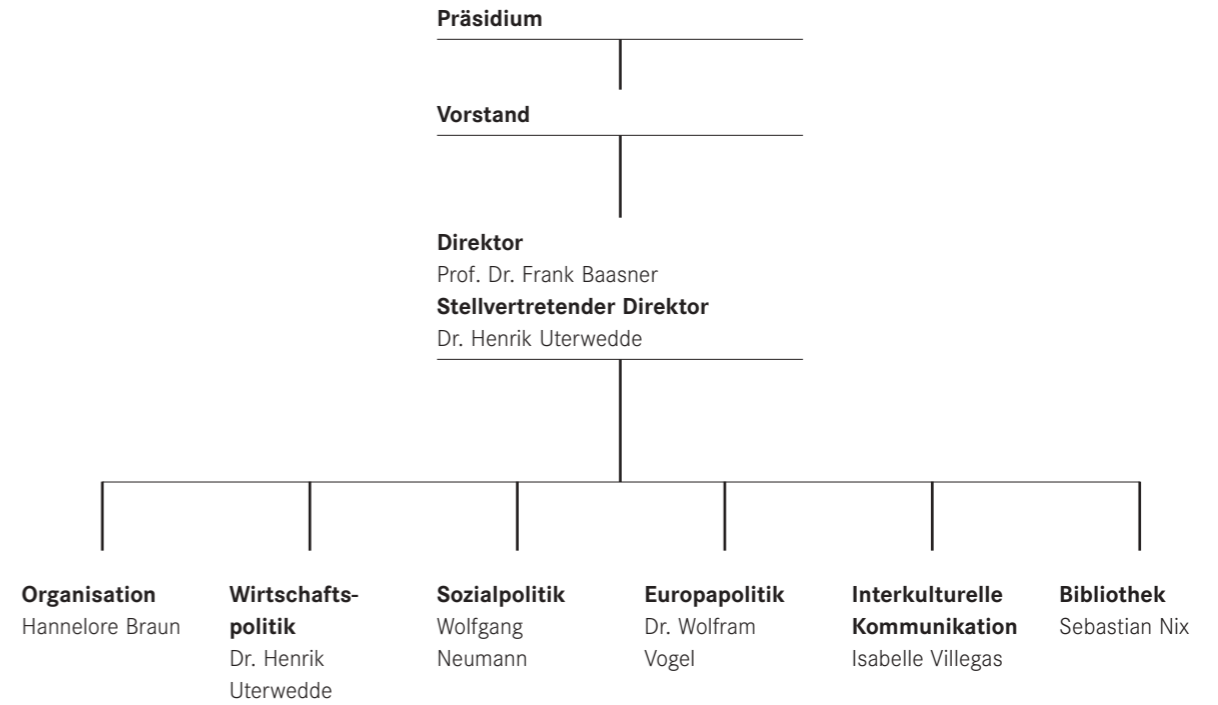 Präsidium
Vorstand
Direktor
Prof. Dr. Frank Baasner
Stellvertretender Direktor
Dr. Henrik Uterwedde
Organisation
Hannelore Braun
Wirtschafts-
politik
Dr. Henrik
Uterwedde
Sozialpolitik
Wolfgang
Neumann
Europapolitik
Dr. Wolfram
Vogel
Interkulturelle
Kommunikation
Isabelle Villegas
Bibliothek
Sebastian Nix